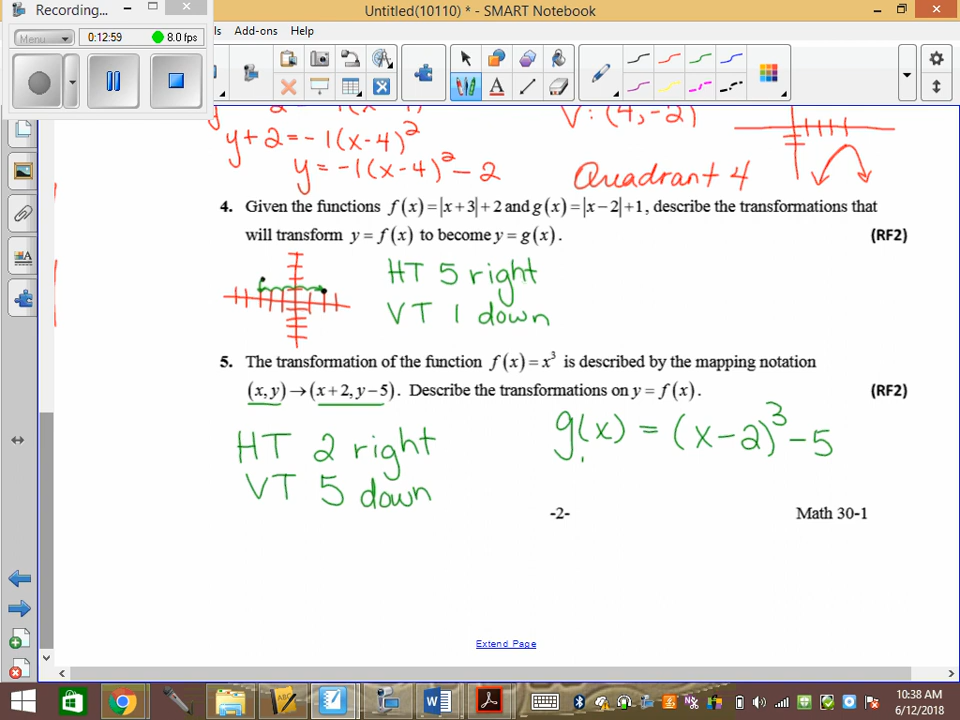 Recording...
Untitled(10110) * - SMART Notebook
Menu
0:12:59
8.0 fps
Add-ons Help
y + 2 = -1(x-4)²
y = -1(x-4)² - 2
V: (4, -2)
Quadrant 4
4. Given the functions f(x)=|x+3|+2 and g(x)=|x−2|+1, describe the transformations that
will transform y = f(x) to become y = g(x). (RF2)
HT 5 right
VT 1 down
5. The transformation of the function f(x)=x³ is described by the mapping notation
(x,y)→(x+2, y−5). Describe the transformations on y = f(x). (RF2)
HT 2 right
VT 5 down
g(x) = (x-2)³ - 5
-2-
Math 30-1
Extend Page
10:38 AM
6/12/2018